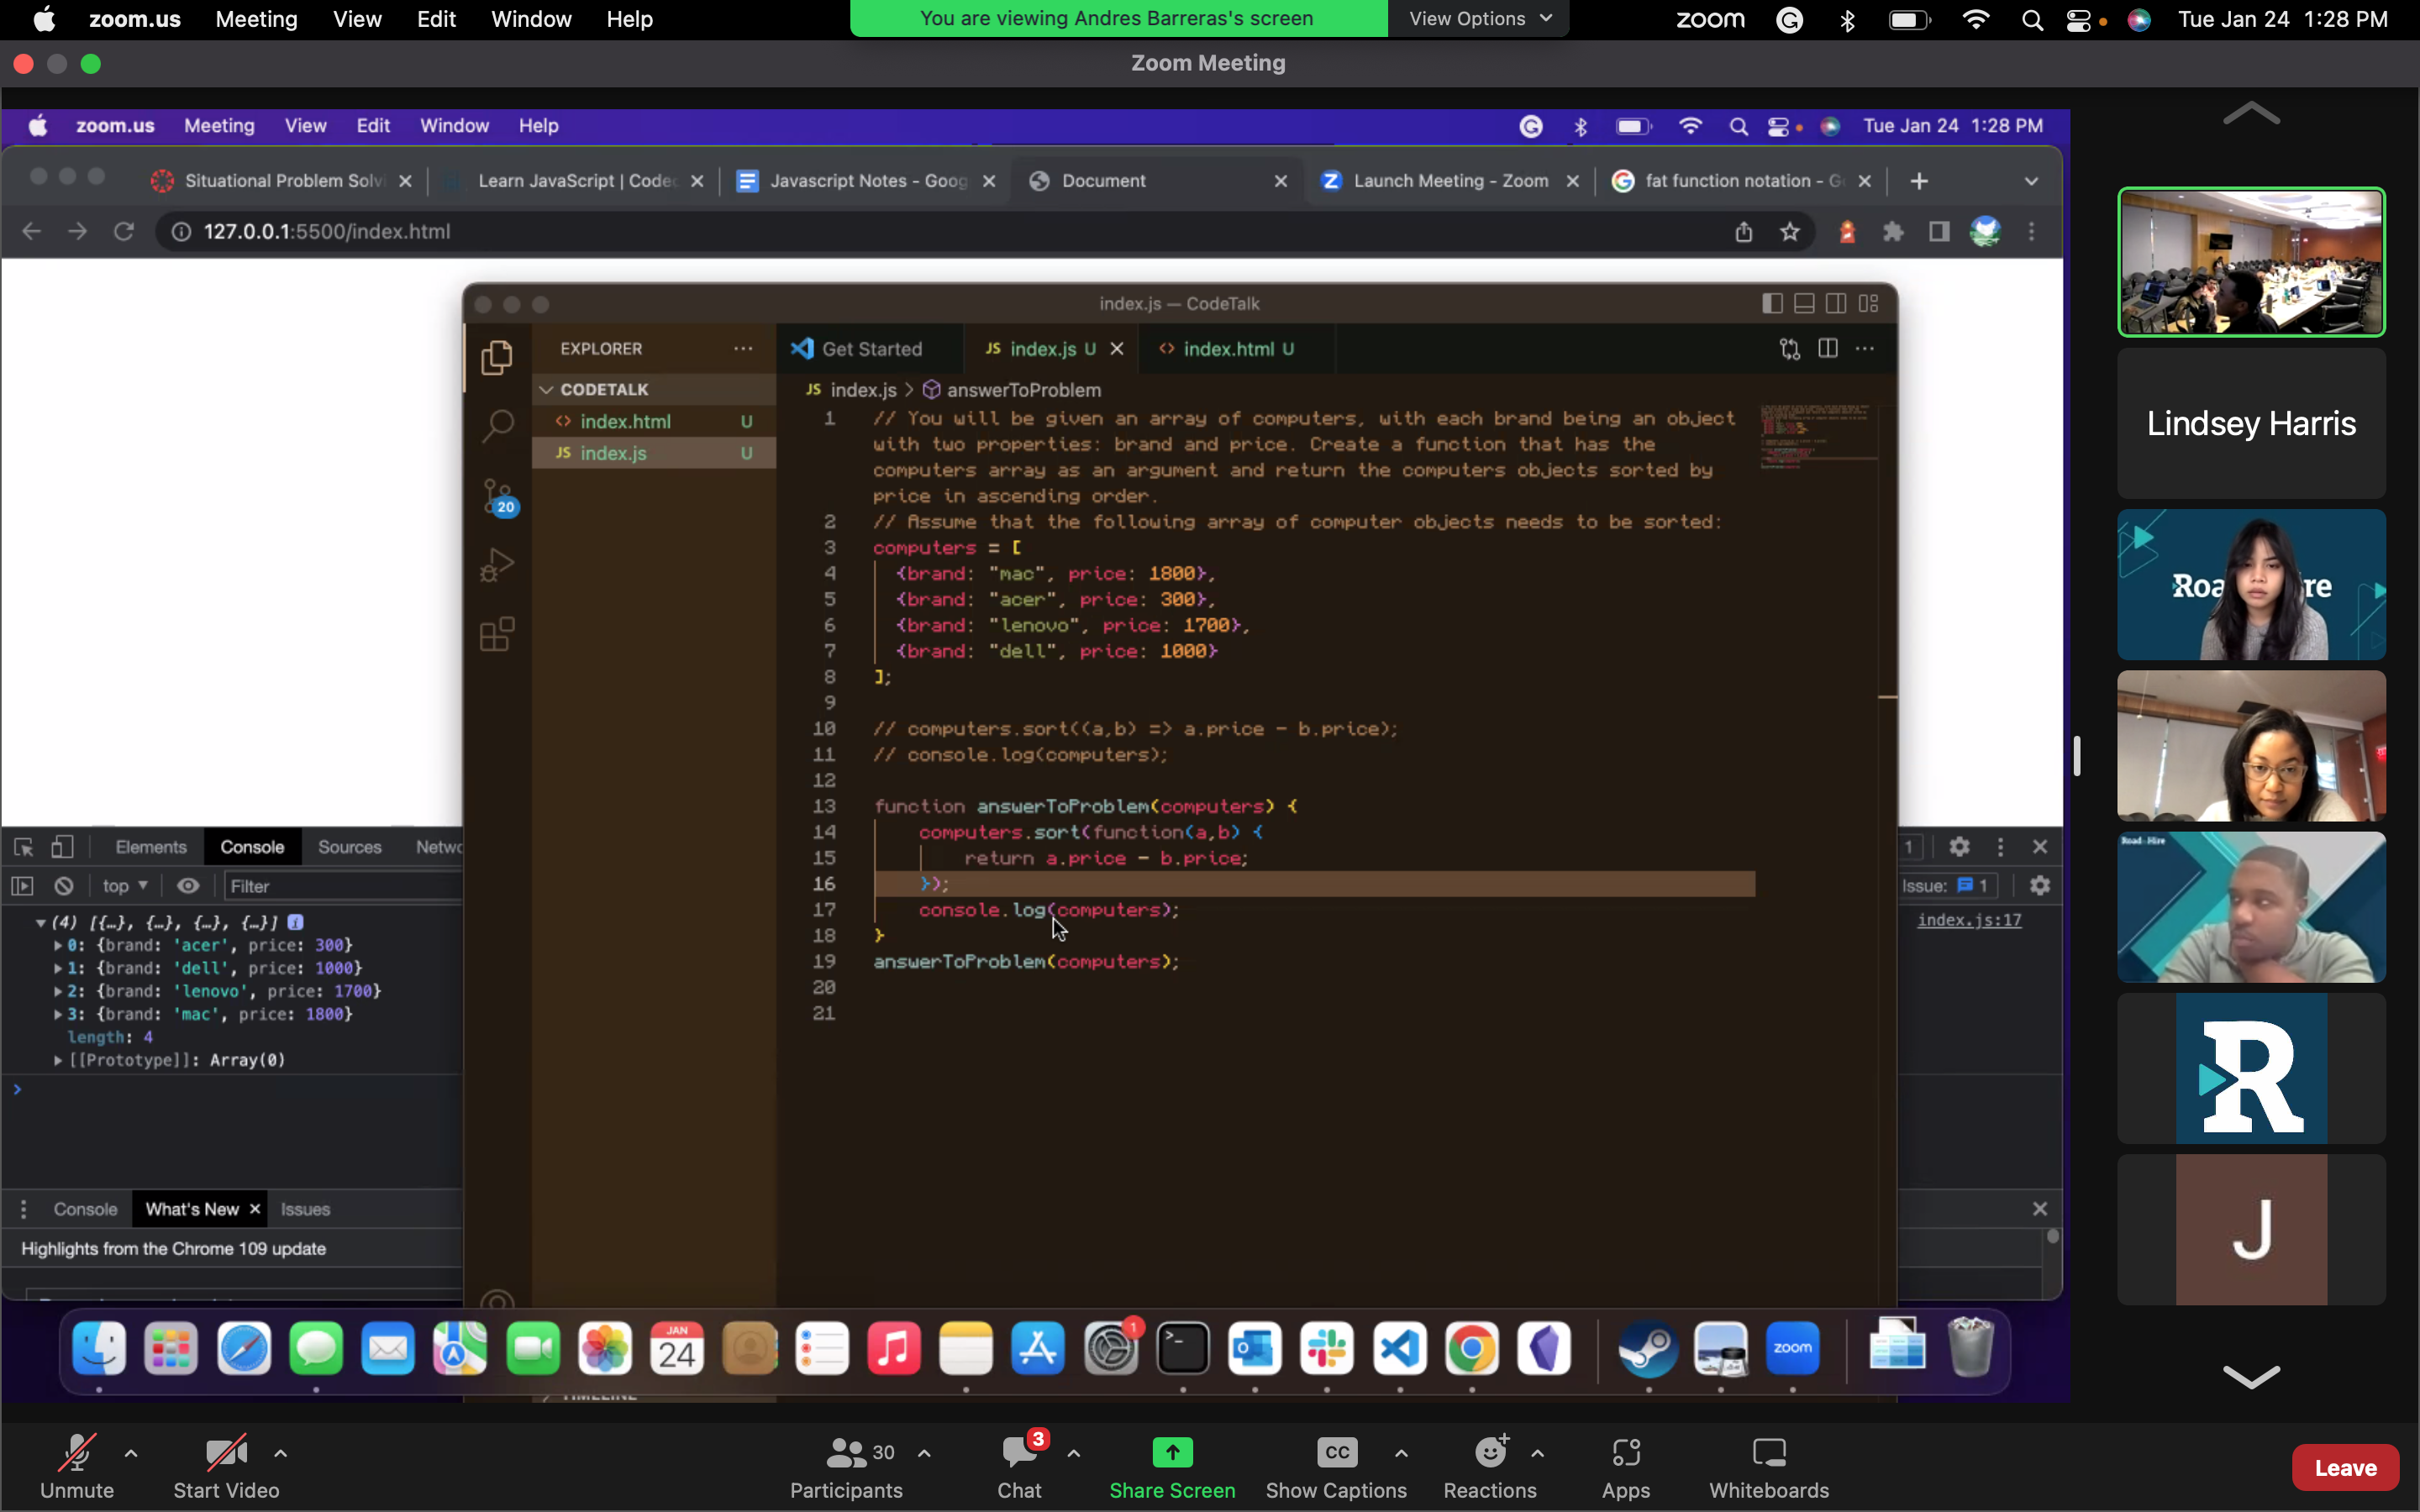 zoom.us Meeting View Edit Window Help
You are viewing Andres Barreras's screen View Options
zoom Tue Jan 24 1:28 PM
Zoom Meeting
zoom.us Meeting View Edit Window Help Tue Jan 24 1:28 PM
Situational Problem Solvi
Learn JavaScript | Codec
Javascript Notes - Goog
Document
Launch Meeting - Zoom
fat function notation - G
127.0.0.1:5500/index.html
index.js — CodeTalk
EXPLORER
Get Started
JS index.js U
<> index.html U
CODETALK
<> index.html U
JS index.js U
20
JS index.js > answerToProblem
1 // You will be given an array of computers, with each brand being an object
with two properties: brand and price. Create a function that has the
computers array as an argument and return the computers objects sorted by
price in ascending order.
2 // Assume that the following array of computer objects needs to be sorted:
3 computers = [
4 {brand: "mac", price: 1800},
5 {brand: "acer", price: 300},
6 {brand: "lenovo", price: 1700},
7 {brand: "dell", price: 1000}
8 ];
9
10 // computers.sort((a,b) => a.price - b.price);
11 // console.log(computers);
12
13 function answerToProblem(computers) {
14 computers.sort(function(a,b) {
15 return a.price - b.price;
16 });
17 console.log(computers);
18 }
19 answerToProblem(computers);
20
21
Elements Console Sources Netwo
1
top Filter
Issue: 1
(4) [{…}, {…}, {…}, {…}] i
index.js:17
0: {brand: 'acer', price: 300}
1: {brand: 'dell', price: 1000}
2: {brand: 'lenovo', price: 1700}
3: {brand: 'mac', price: 1800}
length: 4
[[Prototype]]: Array(0)
Console What's New Issues
Highlights from the Chrome 109 update
TIMELINE
JAN
24
1
zoom
Lindsey Harris
Roa re
Road Hire
R
J
Unmute
Start Video
30
Participants
3
Chat
Share Screen
CC
Show Captions
Reactions
Apps
Whiteboards
Leave